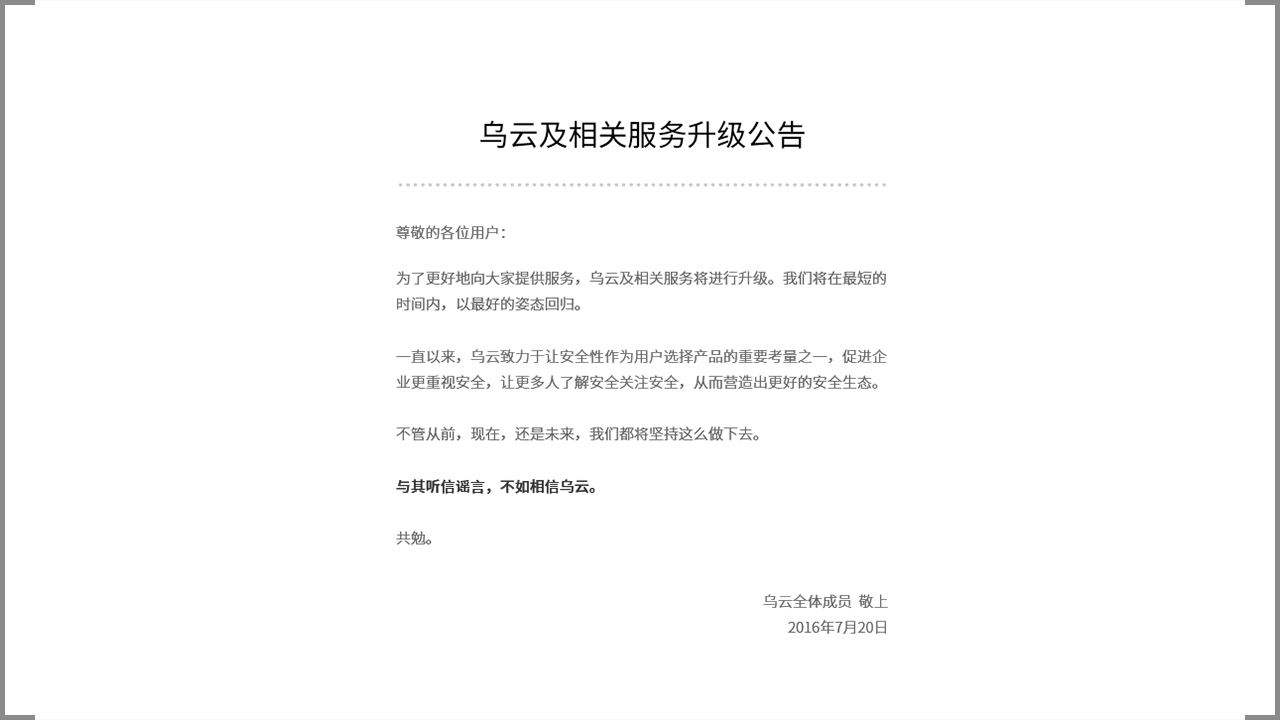 乌云及相关服务升级公告
尊敬的各位用户：
为了更好地向大家提供服务，乌云及相关服务将进行升级。我们将在最短的
时间内，以最好的姿态回归。
一直以来，乌云致力于让安全性作为用户选择产品的重要考量之一，促进企
业更重视安全，让更多人了解安全关注安全，从而营造出更好的安全生态。
不管从前，现在，还是未来，我们都将坚持这么做下去。
与其听信谣言，不如相信乌云。
共勉。
乌云全体成员 敬上
2016年7月20日